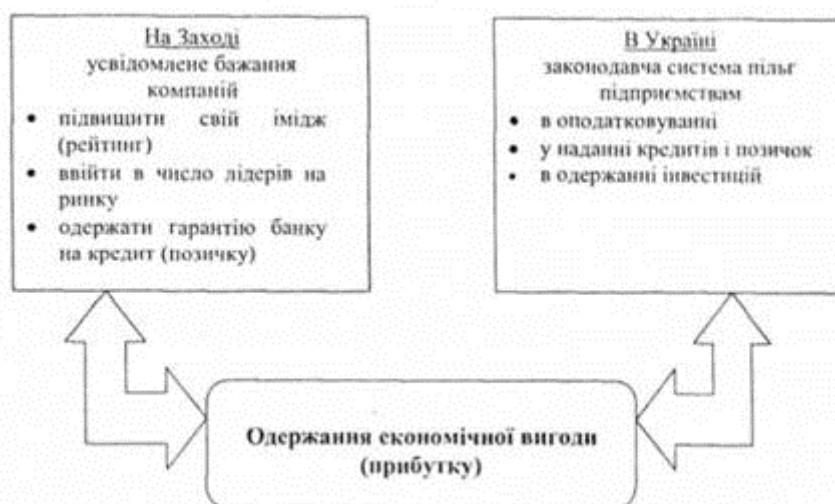 На Заході
усвідомлене бажання
компаній
• підвищити свій імідж
(рейтинг)
• ввійти в число лідерів на
ринку
• одержати гарантію банку
на кредит (позичку)
В Україні
законодавча система пільг
підприємствам
• в оподатковуванні
• у наданні кредитів і позичок
• в одержанні інвестицій
Одержання економічної вигоди
(прибутку)